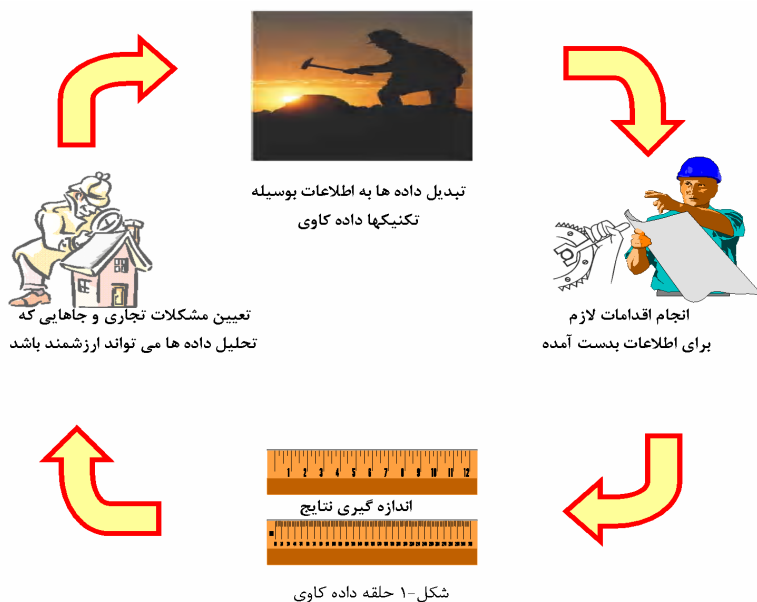 تبدیل داده ها به اطلاعات بوسیله
تکنیکها داده کاوی
انجام اقدامات لازم
برای اطلاعات بدست آمده
تعیین مشکلات تجاری و جاهایی که
تحلیل داده ها می تواند ارزشمند باشد
1 2 3 4 5 6 7 8 9 10 11 12
اندازه گیری نتایج
شکل-۱ حلقه داده کاوی